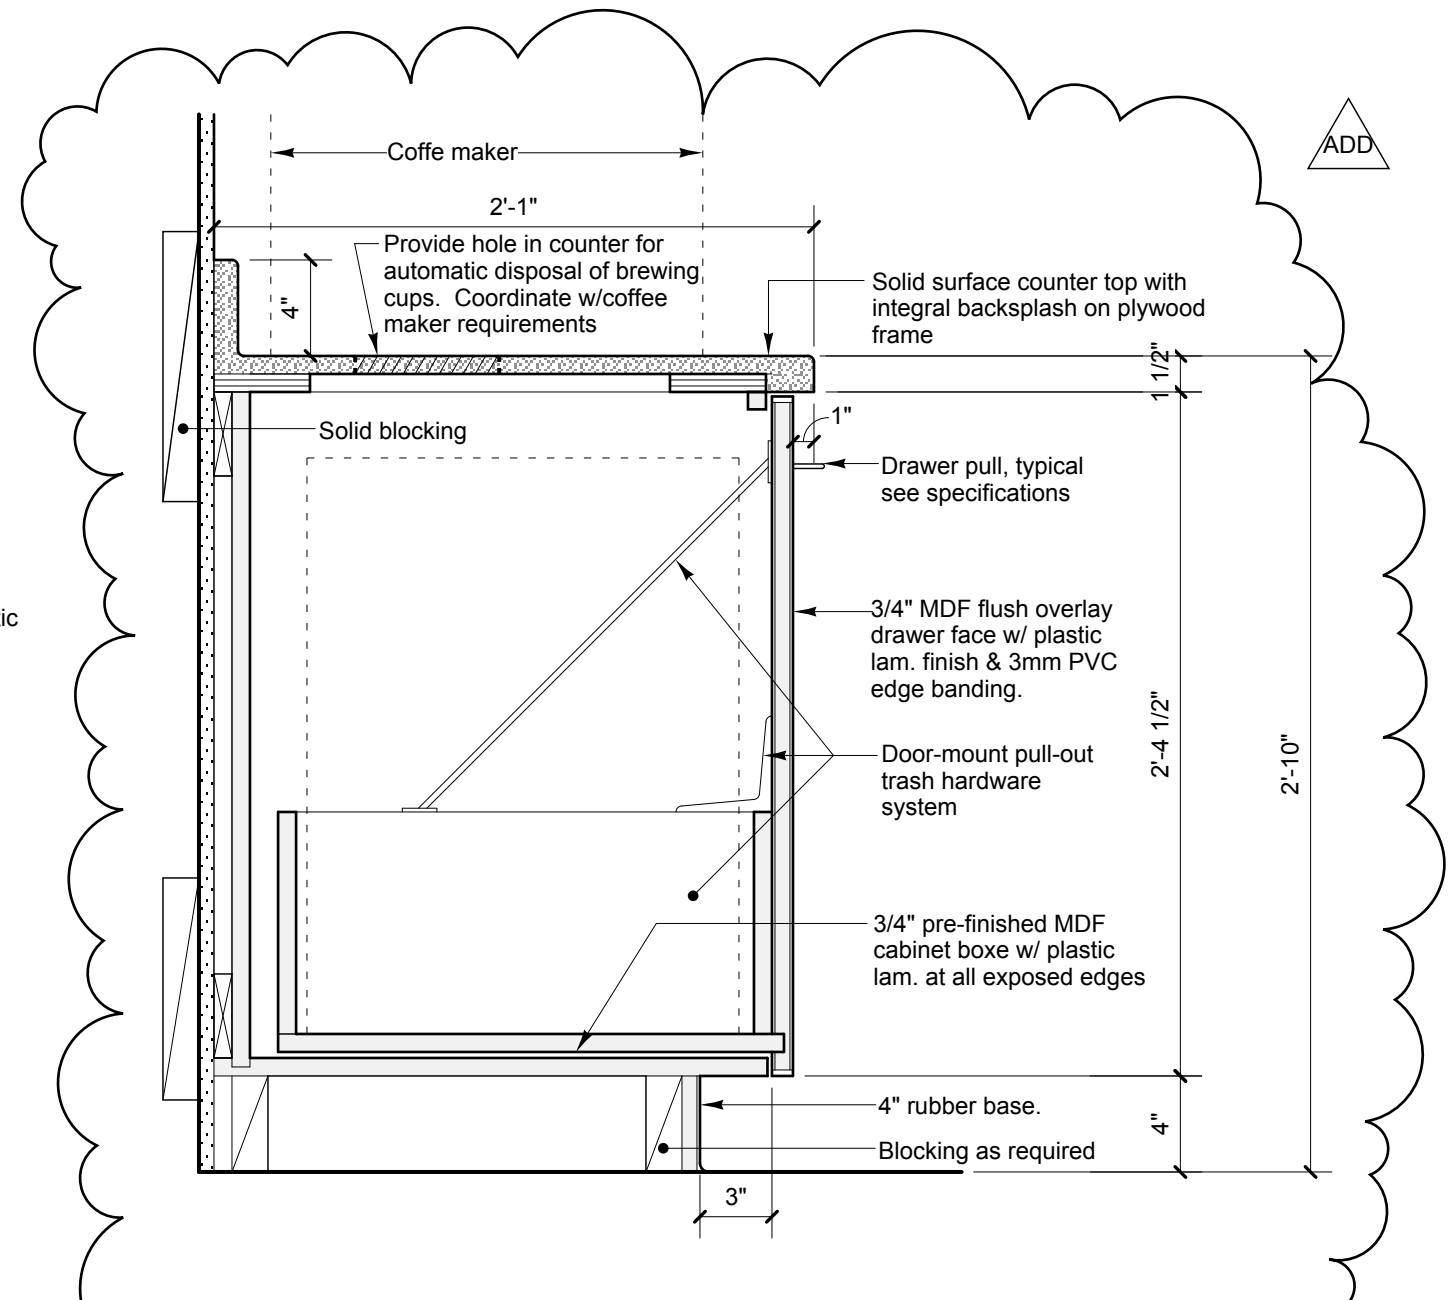 ADD
Coffe maker
2'-1"
Provide hole in counter for
automatic disposal of brewing
cups.  Coordinate w/coffee
maker requirements
4"
Solid surface counter top with
integral backsplash on plywood
frame
1 1/2"
Solid blocking
1"
Drawer pull, typical
see specifications
tic
3/4" MDF flush overlay
drawer face w/ plastic
lam. finish & 3mm PVC
edge banding.
2'-4 1/2"
2'-10"
Door-mount pull-out
trash hardware
system
3/4" pre-finished MDF
cabinet boxe w/ plastic
lam. at all exposed edges
4" rubber base.
4"
Blocking as required
3"